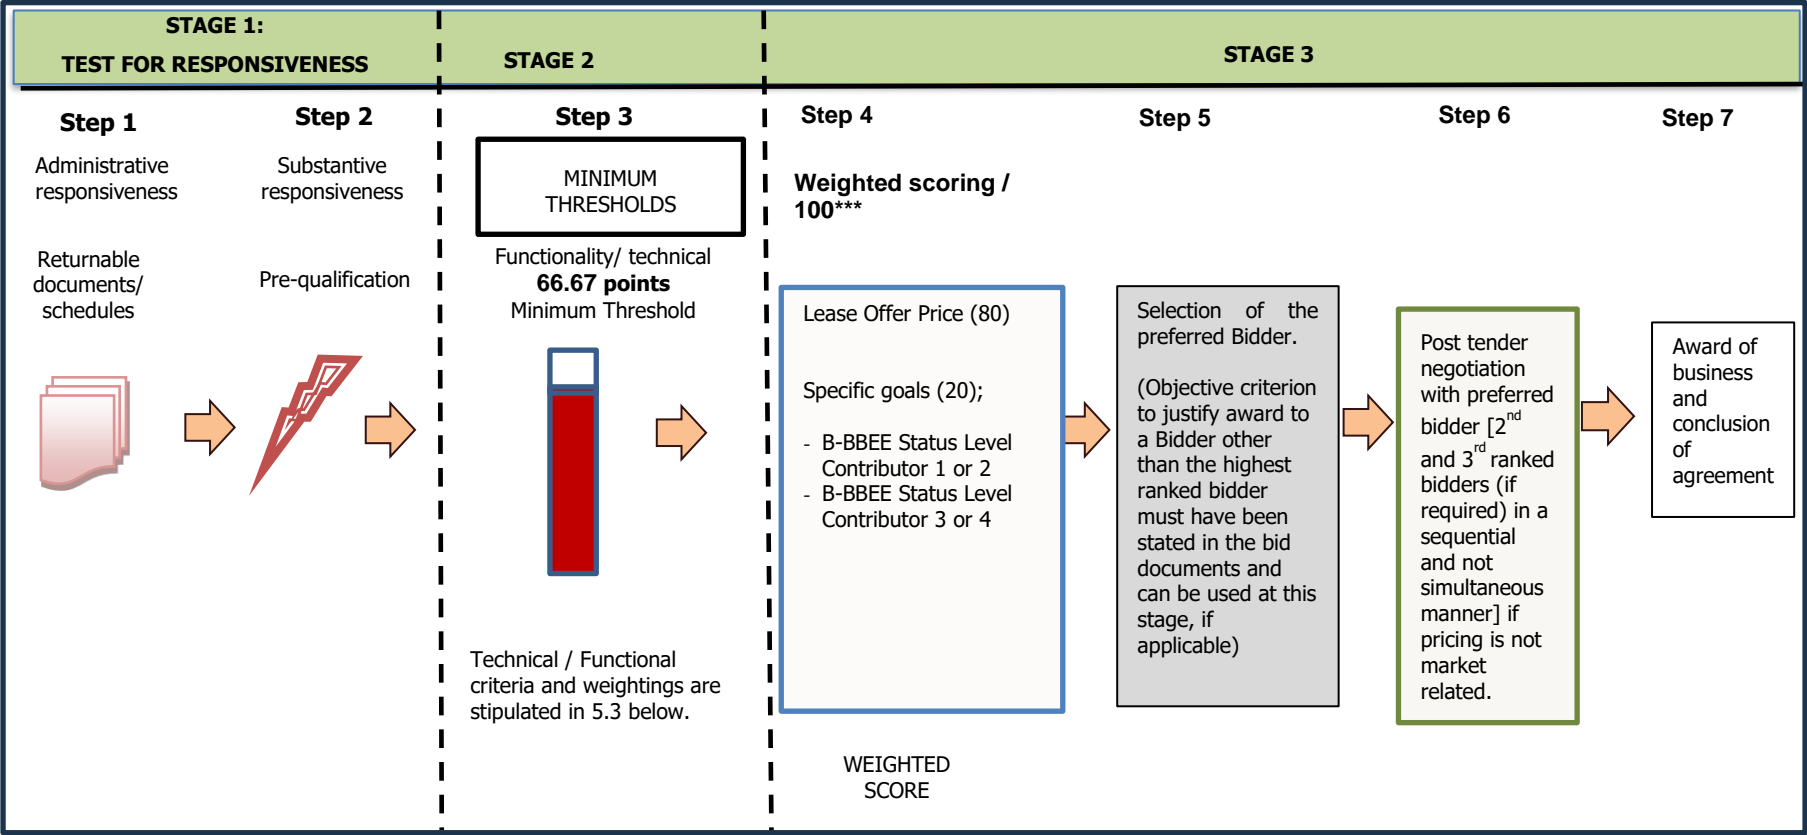 STAGE 1:
TEST FOR RESPONSIVENESS
STAGE 2
STAGE 3
Step 1
Administrative
responsiveness
Returnable
documents/
schedules
Step 2
Substantive
responsiveness
Pre-qualification
Step 3
MINIMUM
THRESHOLDS
Functionality/ technical
66.67 points
Minimum Threshold
Technical / Functional
criteria and weightings are
stipulated in 5.3 below.
Step 4
Weighted scoring /
100***
Lease Offer Price (80)
Specific goals (20);
- B-BBEE Status Level
Contributor 1 or 2
- B-BBEE Status Level
Contributor 3 or 4
WEIGHTED
SCORE
Step 5
Selection of the
preferred Bidder.
(Objective criterion
to justify award to
a Bidder other
than the highest
ranked bidder
must have been
stated in the bid
documents and
can be used at this
stage, if
applicable)
Step 6
Post tender
negotiation
with preferred
bidder [2nd
and 3rd ranked
bidders (if
required) in a
sequential
and not
simultaneous
manner] if
pricing is not
market
related.
Step 7
Award of
business
and
conclusion
of
agreement